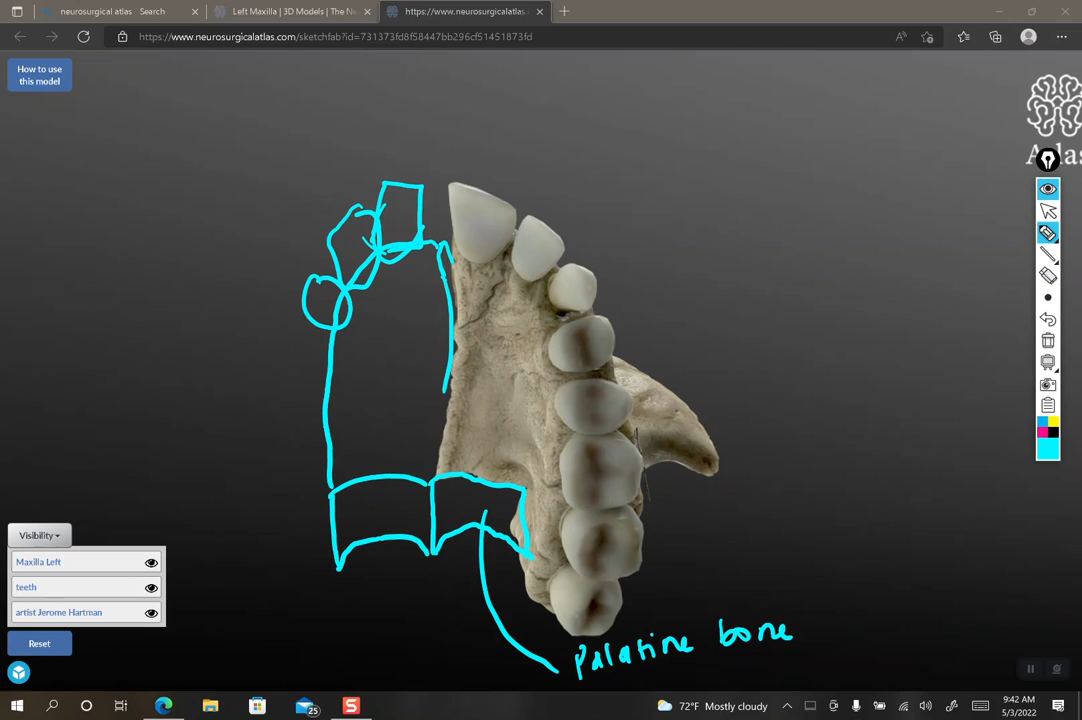 neurosurgical atlas - Search
Left Maxilla | 3D Models | The Ne
https://www.neurosurgicalatlas.
https://www.neurosurgicalatlas.com/sketchfab?id=731373fd8f58447bb296cf51451873fd
How to use
this model
Visibility
Maxilla Left
teeth
artist Jerome Hartman
Reset
Palatine bone
25
72°F Mostly cloudy
9:42 AM
5/3/2022